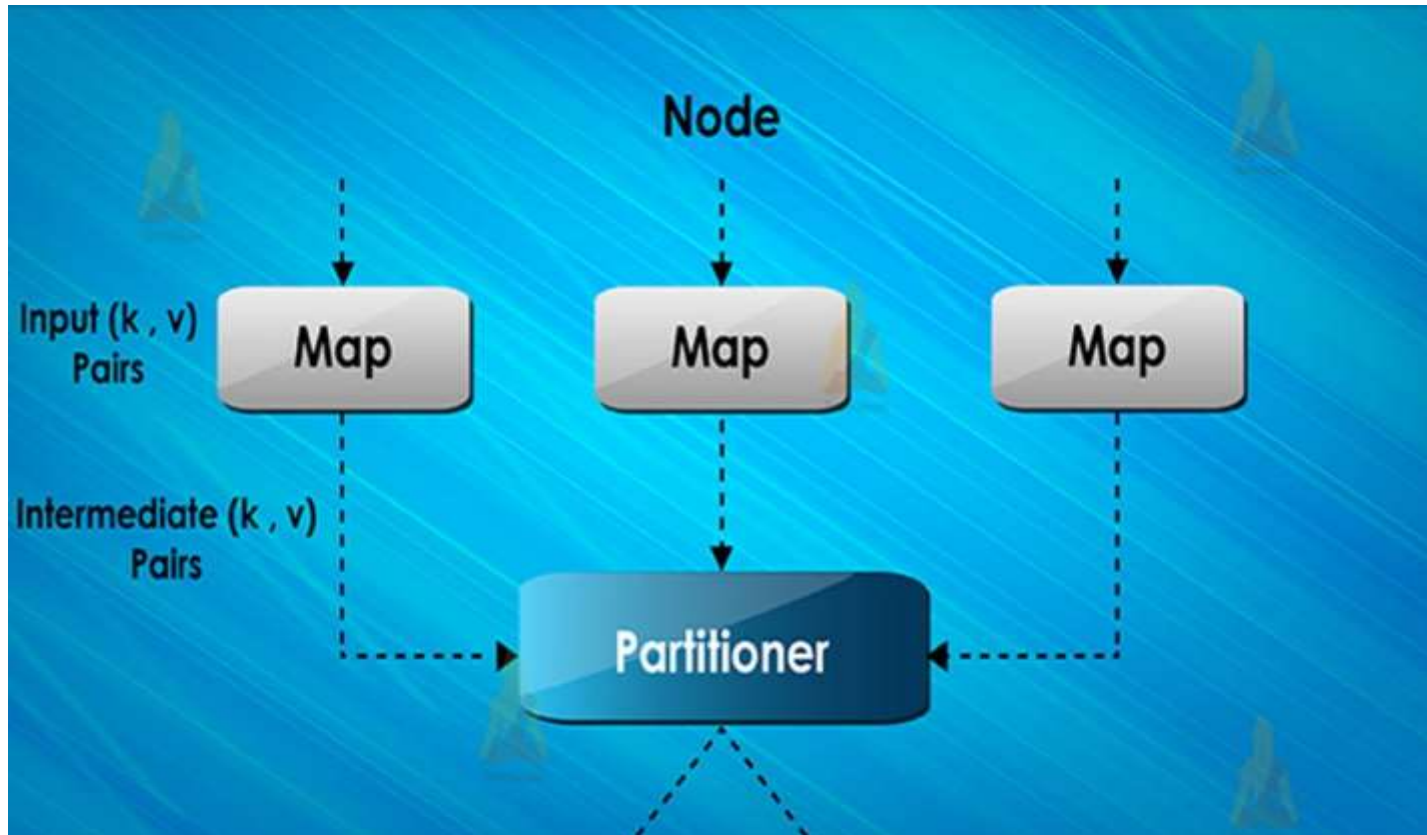 Node
Input (k , v)
Pairs
Map
Map
Map
Intermediate (k , v)
Pairs
Partitioner